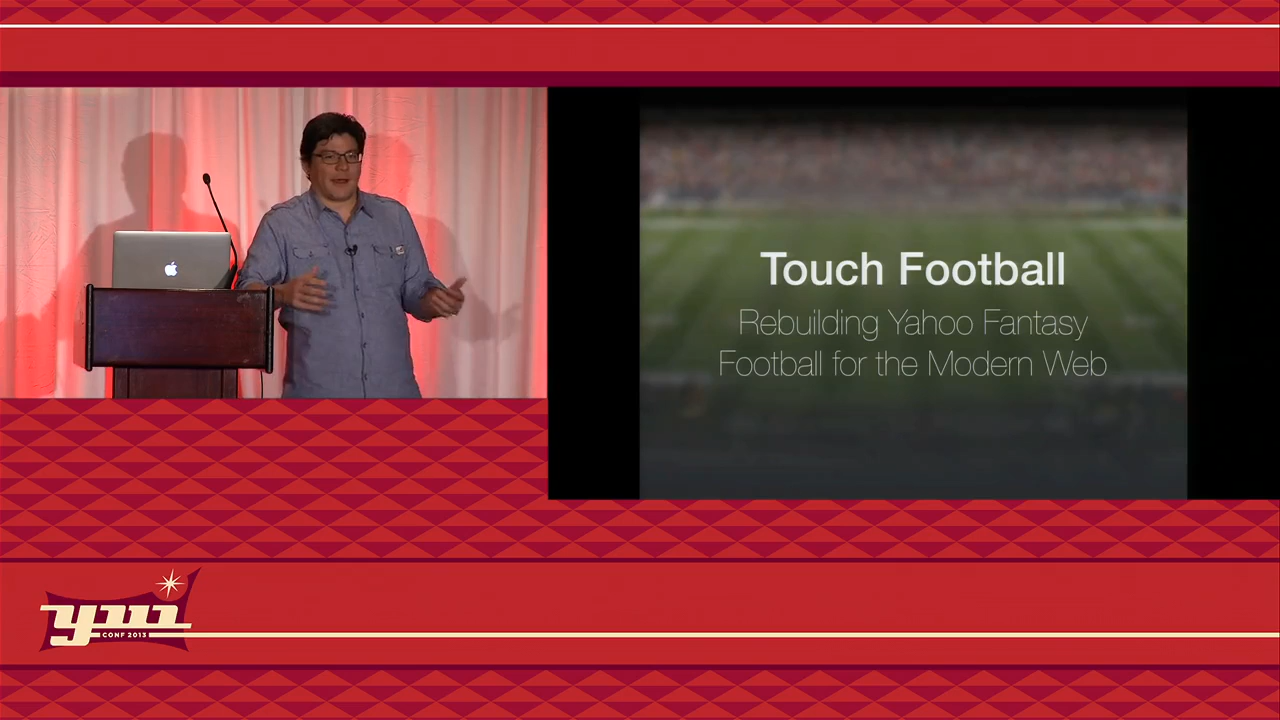 Touch Football
Rebuilding Yahoo Fantasy
Football for the Modern Web
yui
CONF 2013